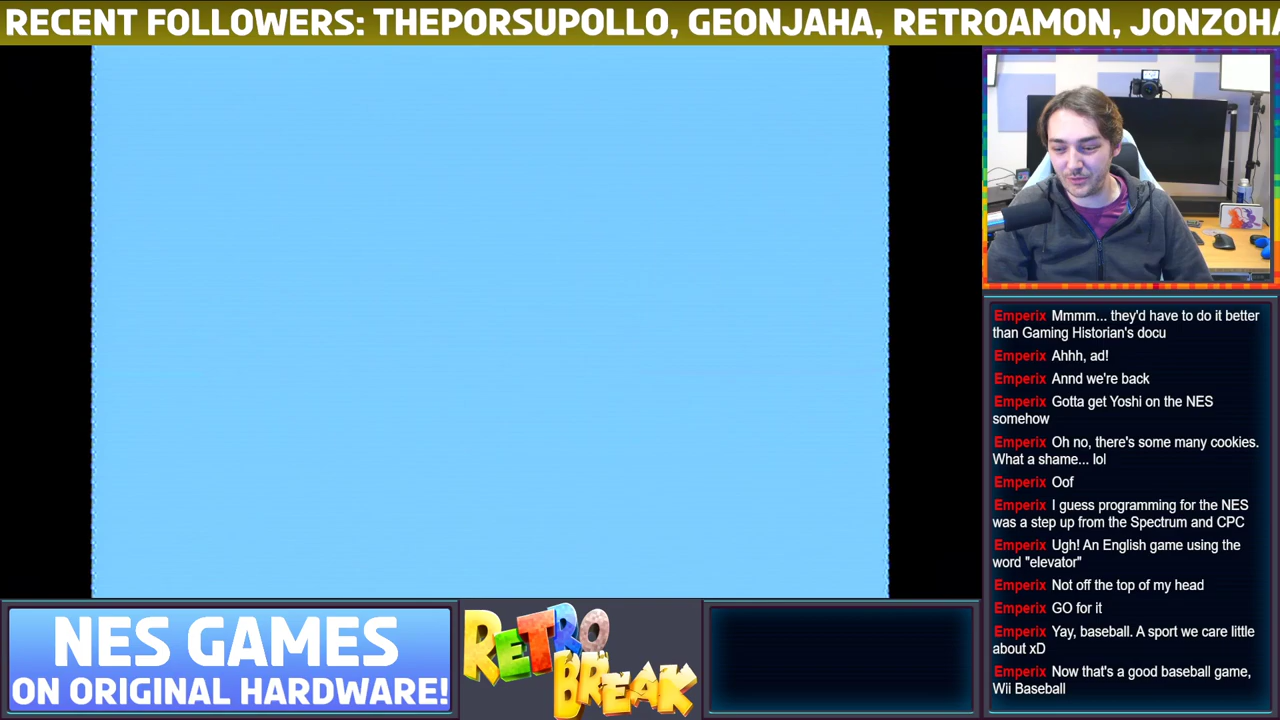 RECENT FOLLOWERS: THEPORSUPOLLO, GEONJAHA, RETROAMON, JONZOHA
Emperix Mmmm... they'd have to do it better
than Gaming Historian's docu
Emperix Ahhh, ad!
Emperix Annd we're back
Emperix Gotta get Yoshi on the NES
somehow
Emperix Oh no, there's some many cookies.
What a shame... lol
Emperix Oof
Emperix I guess programming for the NES
was a step up from the Spectrum and CPC
Emperix Ugh! An English game using the
word "elevator"
Emperix Not off the top of my head
Emperix GO for it
Emperix Yay, baseball. A sport we care little
about xD
Emperix Now that's a good baseball game,
Wii Baseball
NES GAMES
ON ORIGINAL HARDWARE!
RETRO
BREAK